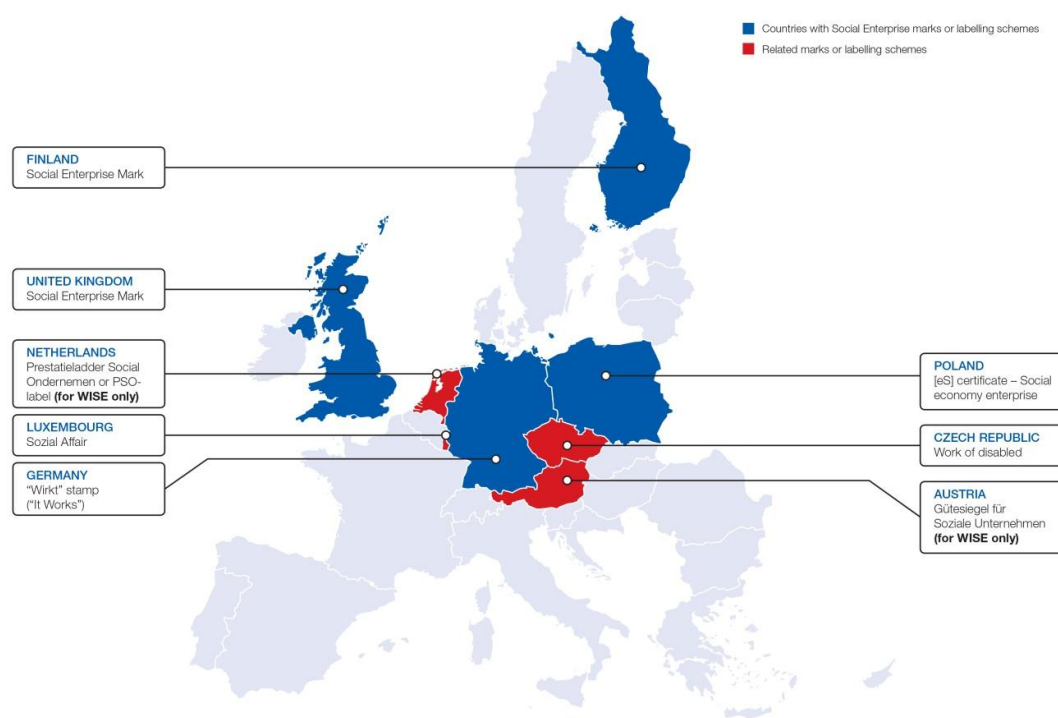 Countries with Social Enterprise marks or labelling schemes
Related marks or labelling schemes
FINLAND
Social Enterprise Mark
UNITED KINGDOM
Social Enterprise Mark
NETHERLANDS
Prestatieladder Social
Ondernemen or PSO-
label (for WISE only)
LUXEMBOURG
Sozial Affair
GERMANY
“Wirkt” stamp
(“It Works”)
POLAND
[eS] certificate – Social
economy enterprise
CZECH REPUBLIC
Work of disabled
AUSTRIA
Gütesiegel für
Soziale Unternehmen
(for WISE only)